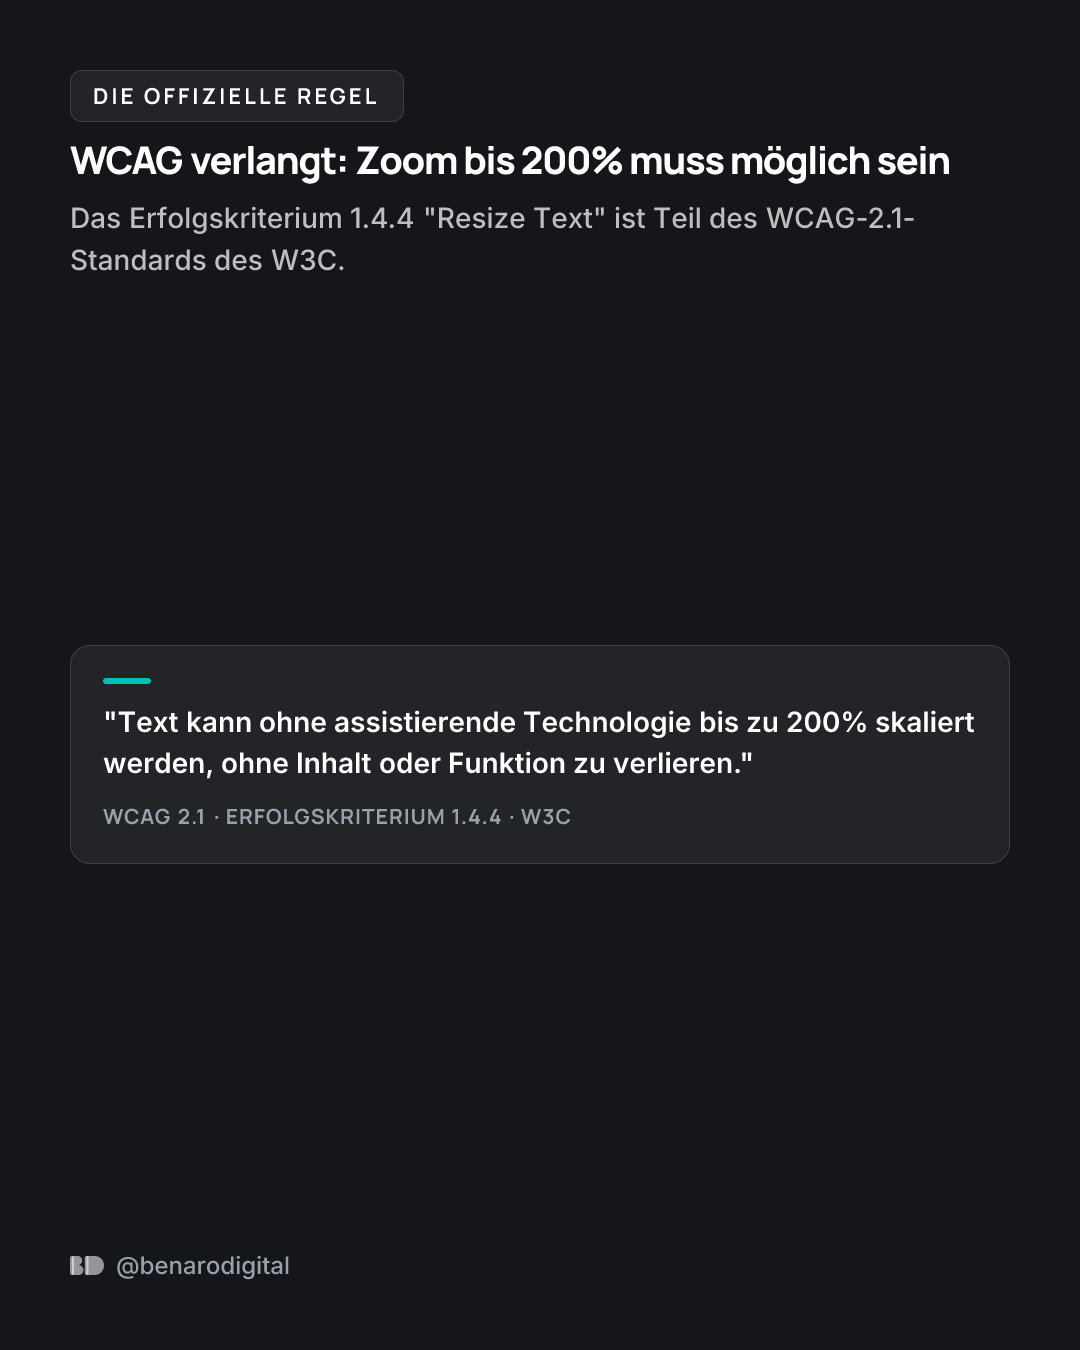 DIE OFFIZIELLE REGEL
WCAG verlangt: Zoom bis 200% muss möglich sein
Das Erfolgskriterium 1.4.4 "Resize Text" ist Teil des WCAG-2.1-
Standards des W3C.
"Text kann ohne assistierende Technologie bis zu 200% skaliert
werden, ohne Inhalt oder Funktion zu verlieren."
WCAG 2.1 · ERFOLGSKRITERIUM 1.4.4 · W3C
BD @benarodigital